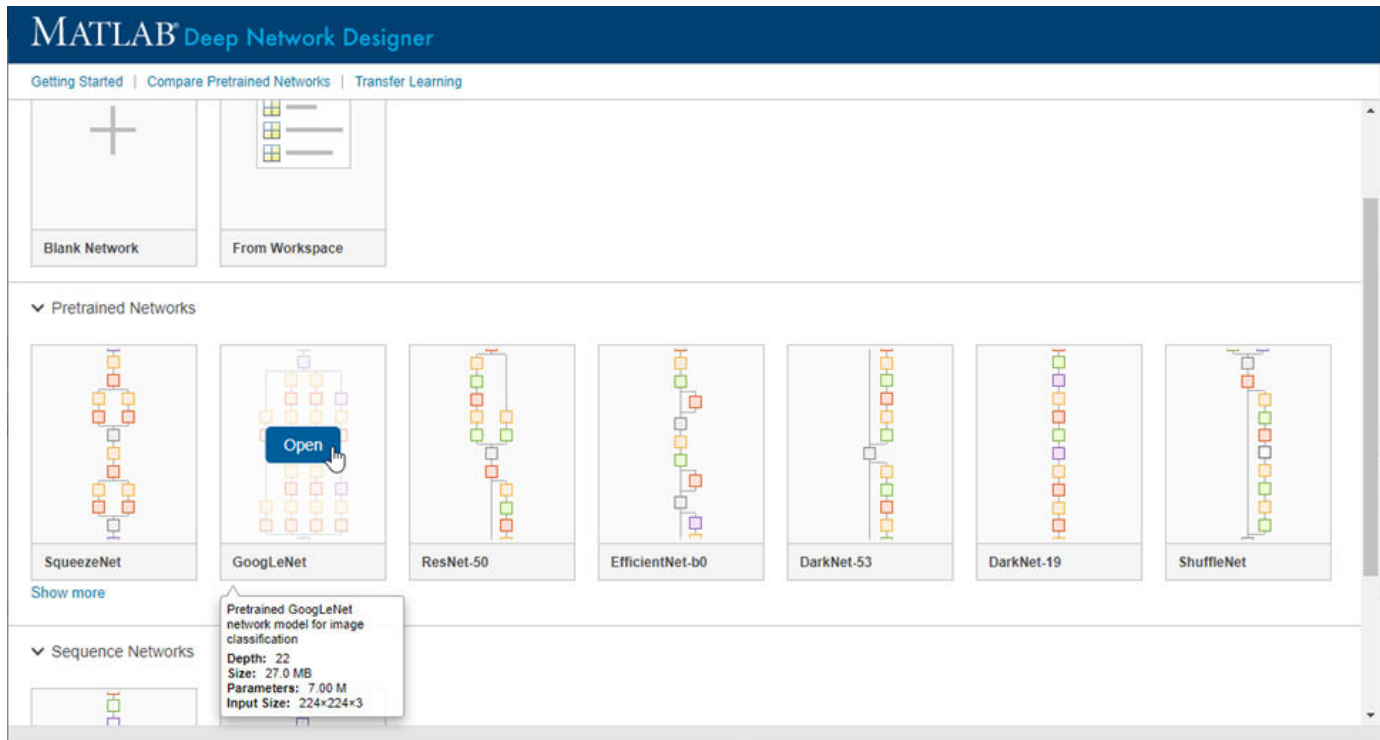 MATLAB® Deep Network Designer
Getting Started | Compare Pretrained Networks | Transfer Learning
Blank Network
From Workspace
Pretrained Networks
Open
SqueezeNet
GoogLeNet
ResNet-50
EfficientNet-b0
DarkNet-53
DarkNet-19
ShuffleNet
Show more
Pretrained GoogLeNet
network model for image
classification
Depth: 22
Size: 27.0 MB
Parameters: 7.00 M
Input Size: 224×224×3
Sequence Networks